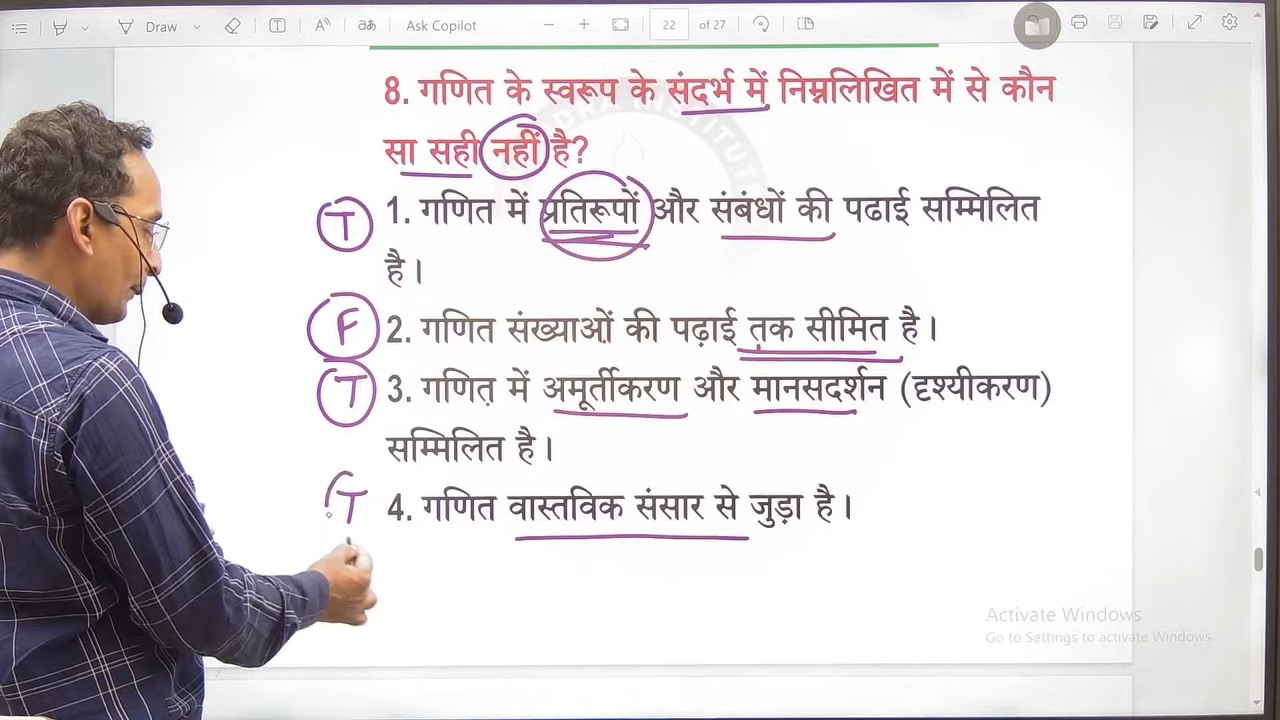 Draw
Ask Copilot
22 of 27
8. गणित के स्वरूप के संदर्भ में निम्नलिखित में से कौन
सा सही नहीं है?
T 1. गणित में प्रतिरूपों और संबंधों की पढाई सम्मिलित
है।
F 2. गणित संख्याओं की पढ़ाई तक सीमित है।
T 3. गणित में अमूर्तीकरण और मानसदर्शन (दृश्यीकरण)
सम्मिलित है।
T 4. गणित वास्तविक संसार से जुड़ा है।
Activate Windows
Go to Settings to activate Windows.